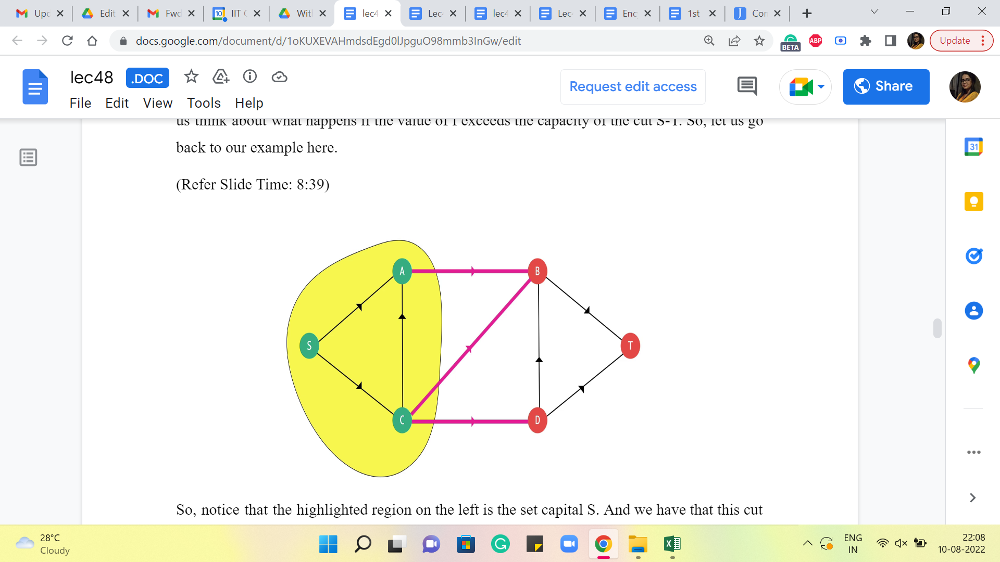 Upc
Edit
Fwd
IIT
Wit
lec4
Lec
lec4
Lec
Enc
1st
Con
docs.google.com/document/d/1oKUXEVAHmdsdEgd0lJpguO98mmb3InGw/edit
BETA
ABP
Update
lec48
.DOC
File Edit View Tools Help
Request edit access
Share
us think about what happens if the value of f exceeds the capacity of the cut S-T. So, let us go
back to our example here.
(Refer Slide Time: 8:39)
A
B
S
T
C
D
So, notice that the highlighted region on the left is the set capital S. And we have that this cut
31
28°C
Cloudy
ENG
IN
22:08
10-08-2022